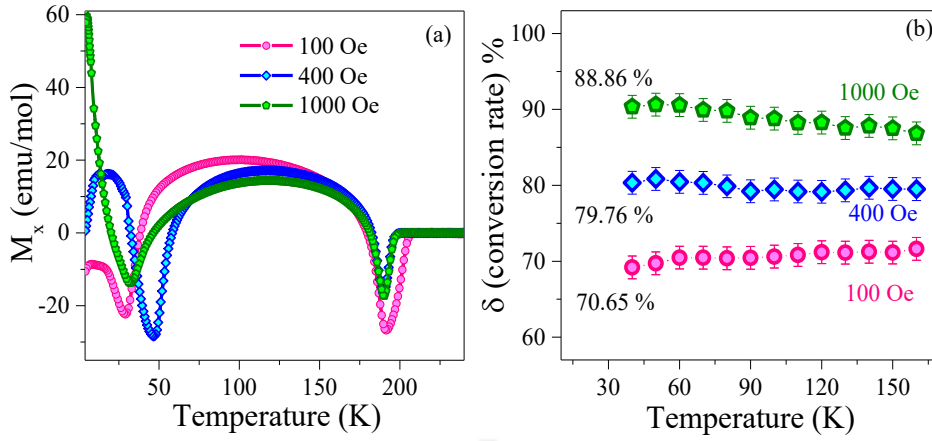 (a)
100 Oe
400 Oe
1000 Oe
60
40
20
0
-20
M_x (emu/mol)
50
100
150
200
Temperature (K)
(b)
88.86 %
1000 Oe
79.76 %
400 Oe
70.65 %
100 Oe
100
90
80
70
60
δ (conversion rate) %
30
60
90
120
150
Temperature (K)